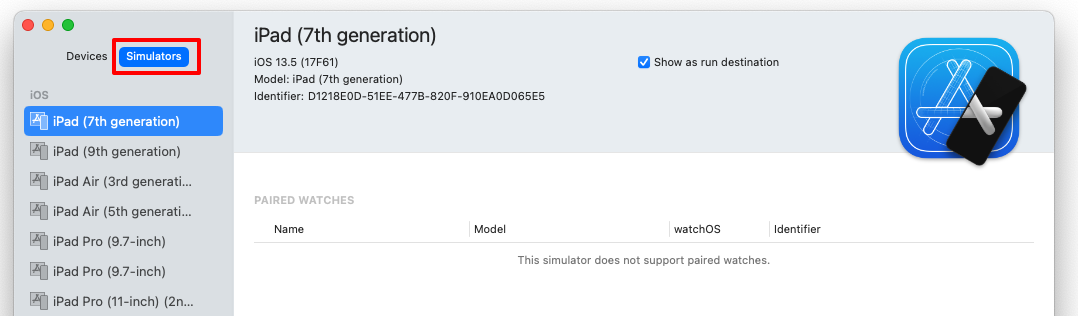 Devices Simulators
iOS
iPad (7th generation)
iPad (9th generation)
iPad Air (3rd generati...
iPad Air (5th generati...
iPad Pro (9.7-inch)
iPad Pro (9.7-inch)
iPad Pro (11-inch) (2n...
iPad (7th generation)
iOS 13.5 (17F61)
Model: iPad (7th generation)
Identifier: D1218E0D-51EE-477B-820F-910EA0D065E5
Show as run destination
PAIRED WATCHES
Name Model watchOS Identifier
This simulator does not support paired watches.